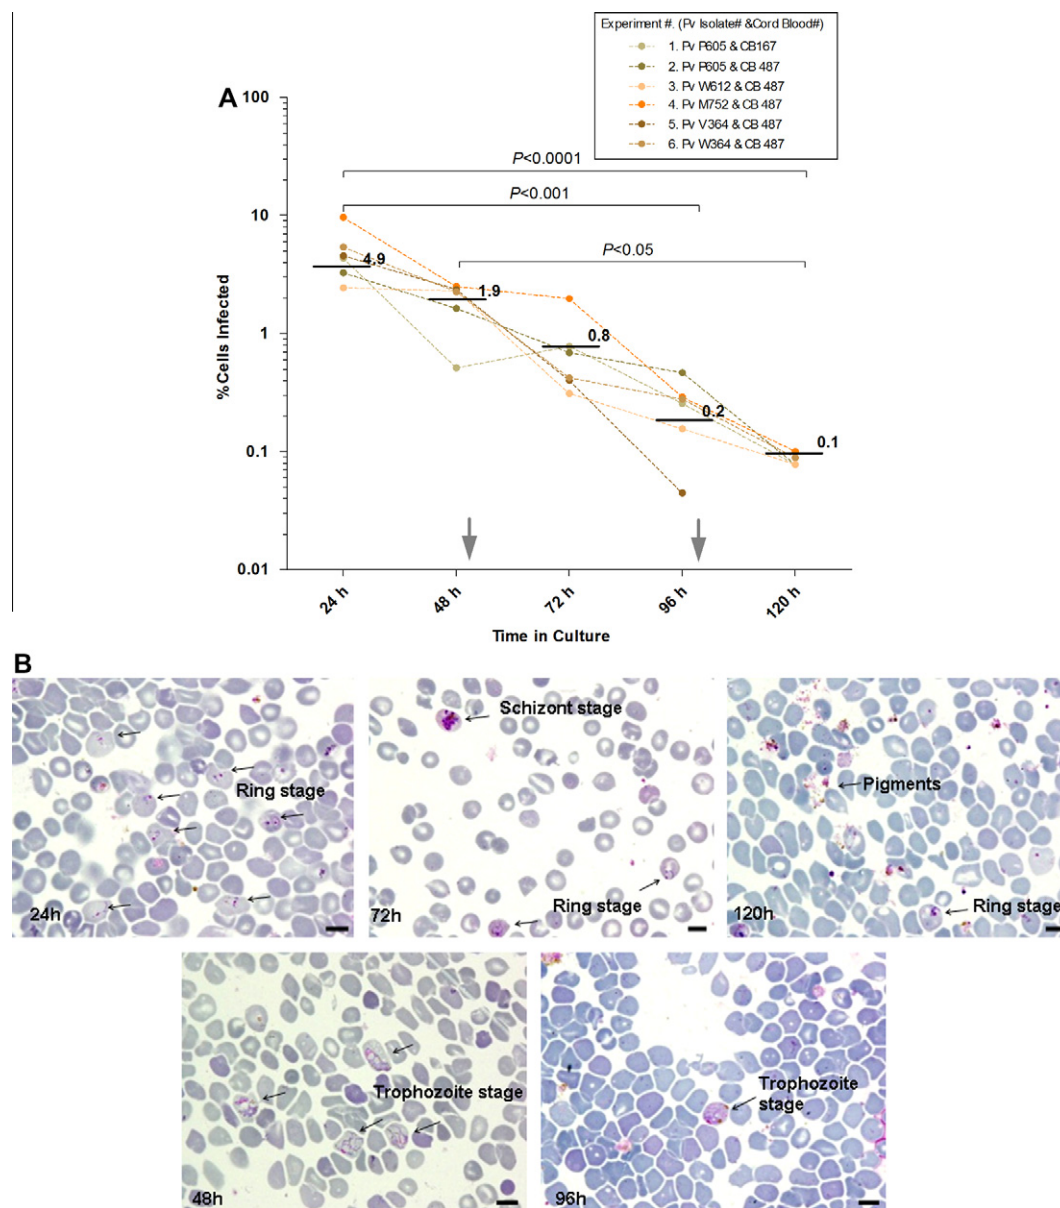 Experiment #. (Pv Isolate# &Cord Blood#)
1. Pv P605 & CB167
2. Pv P605 & CB 487
3. Pv W612 & CB 487
4. Pv M752 & CB 487
5. Pv V364 & CB 487
6. Pv W364 & CB 487
A
100
10
1
0.1
0.01
%Cells Infected
P<0.0001
P<0.001
P<0.05
4.9
1.9
0.8
0.2
0.1
24 h
48 h
72 h
96 h
120 h
Time in Culture
B
Ring stage
24h
Schizont stage
Ring stage
72h
Pigments
Ring stage
120h
Trophozoite stage
48h
Trophozoite
stage
96h